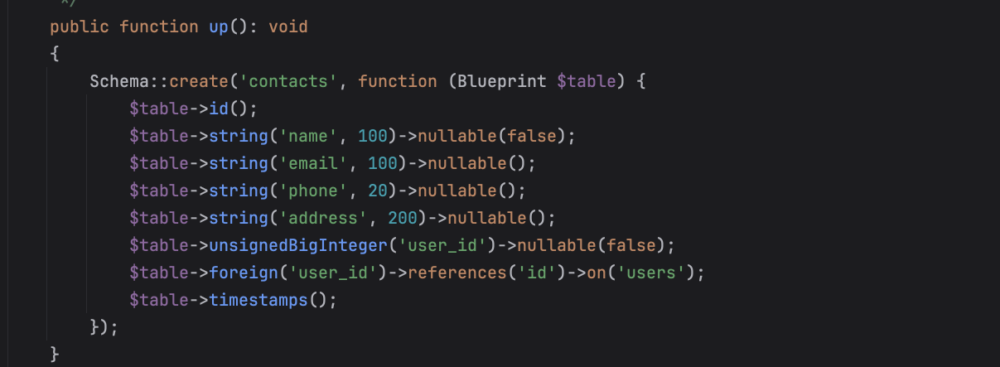 */
public function up(): void
{
Schema::create('contacts', function (Blueprint $table) {
$table->id();
$table->string('name', 100)->nullable(false);
$table->string('email', 100)->nullable();
$table->string('phone', 20)->nullable();
$table->string('address', 200)->nullable();
$table->unsignedBigInteger('user_id')->nullable(false);
$table->foreign('user_id')->references('id')->on('users');
$table->timestamps();
});
}